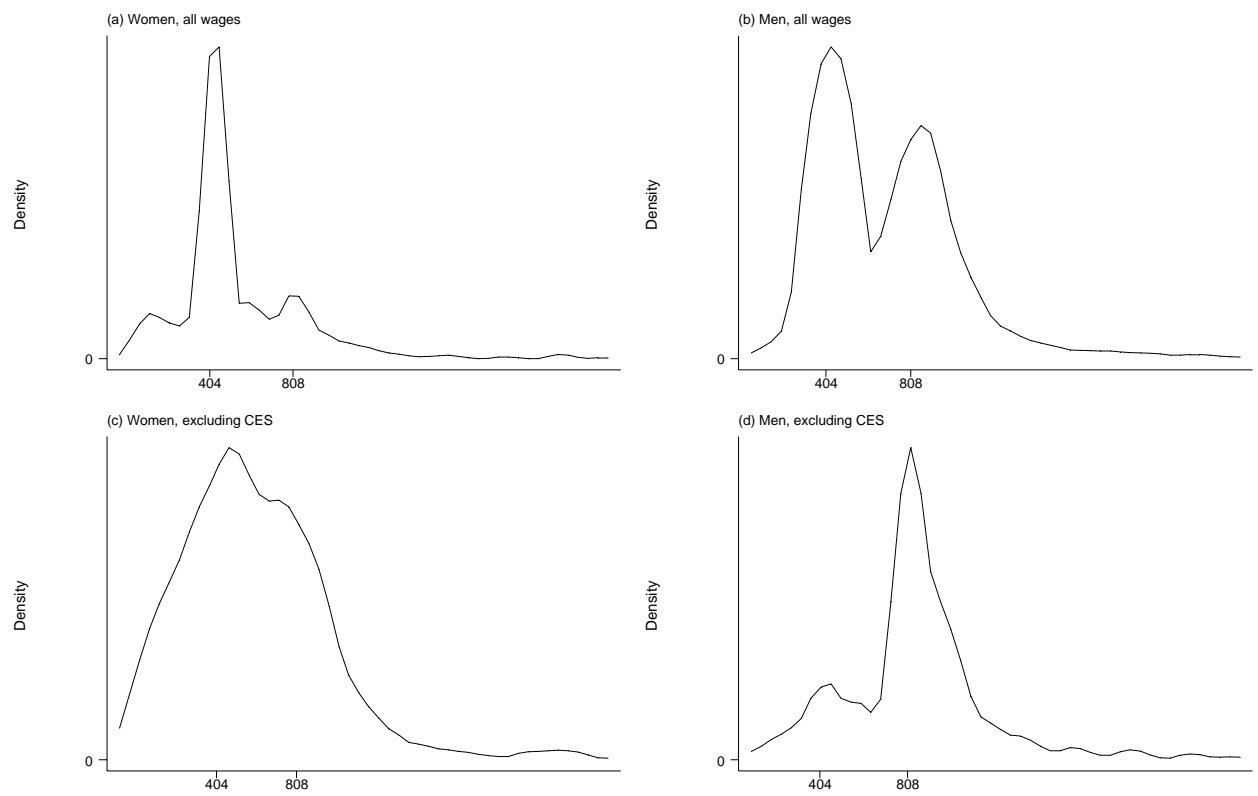 (a) Women, all wages
Density
0
404 808
(b) Men, all wages
Density
0
404 808
(c) Women, excluding CES
Density
0
404 808
(d) Men, excluding CES
Density
0
404 808